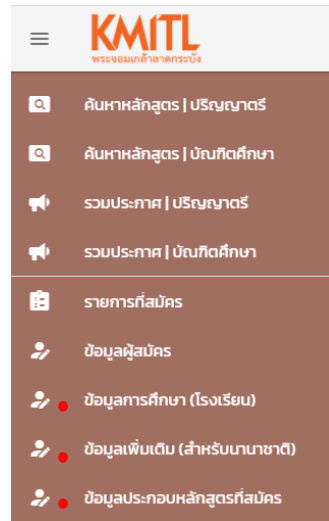 KMITL
พระจอมเกล้าลาดกระบัง
ค้นหาหลักสูตร | ปริญญาตรี
ค้นหาหลักสูตร | บัณฑิตศึกษา
รวมประกาศ | ปริญญาตรี
รวมประกาศ | บัณฑิตศึกษา
รายการที่สมัคร
ข้อมูลผู้สมัคร
ข้อมูลการศึกษา (โรงเรียน)
ข้อมูลเพิ่มเติม (สำหรับนานาชาติ)
ข้อมูลประกอบหลักสูตรที่สมัคร